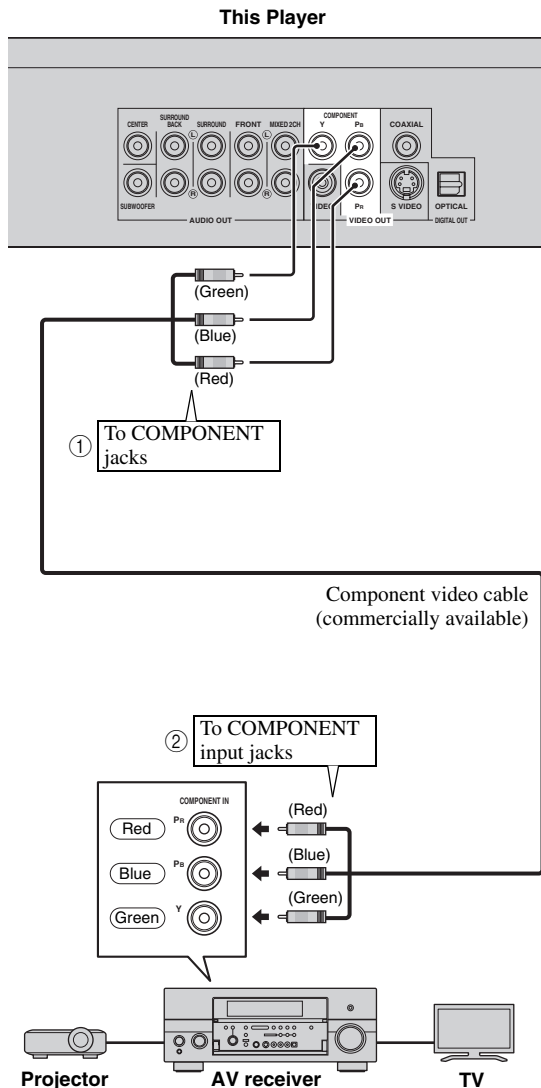 This Player
CENTER
SURROUND BACK
SURROUND
FRONT
MIXED 2CH
COMPONENT
Y
PB
COAXIAL
L
L
R
R
SUBWOOFER
VIDEO
PR
S VIDEO
OPTICAL
AUDIO OUT
VIDEO OUT
DIGITAL OUT
(Green)
(Blue)
(Red)
① To COMPONENT
jacks
Component video cable
(commercially available)
② To COMPONENT
input jacks
COMPONENT IN
Red
PR
(Red)
Blue
PB
(Blue)
Green
Y
(Green)
Projector
AV receiver
TV